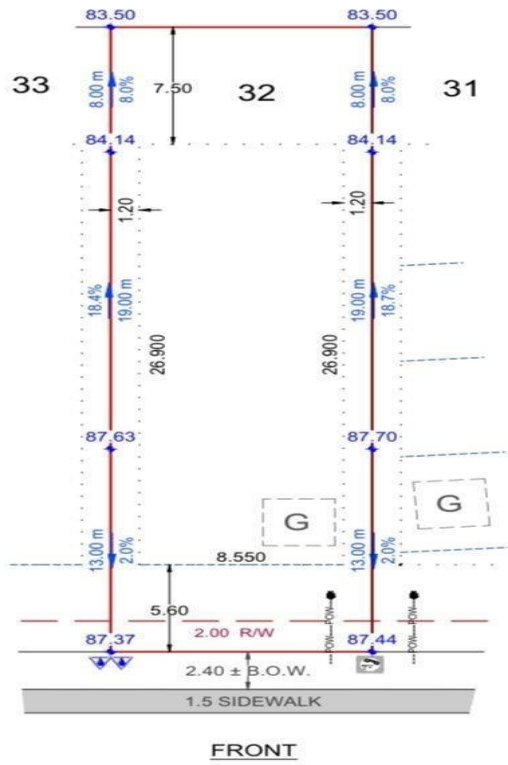 83.50 83.50
33 8.00 m 8.0% 7.50 32 8.00 m 8.0% 31
84.14 84.14
1.20 1.20
18.4% 19.00 m 19.00 m 18.7%
26.900 26.900
87.63 87.70
G G
13.00 m 2.0% 8.550 13.00 m 2.0%
5.60
2.00 R/W POW POW
87.37 87.44
2.40 ± B.O.W.
1.5 SIDEWALK
FRONT